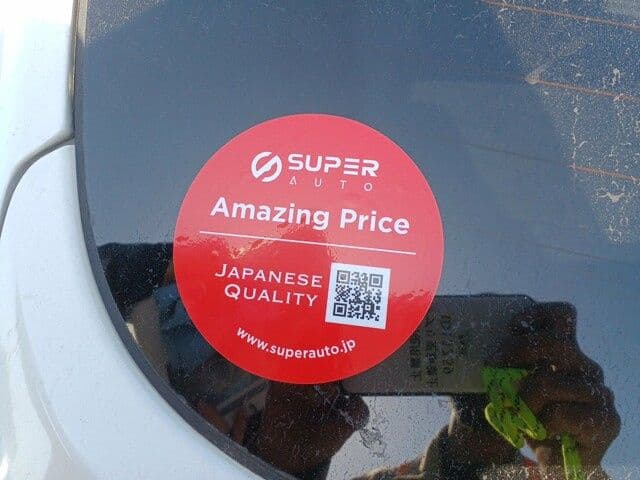 SUPER
AUTO
Amazing Price
JAPANESE
QUALITY
www.superauto.jp